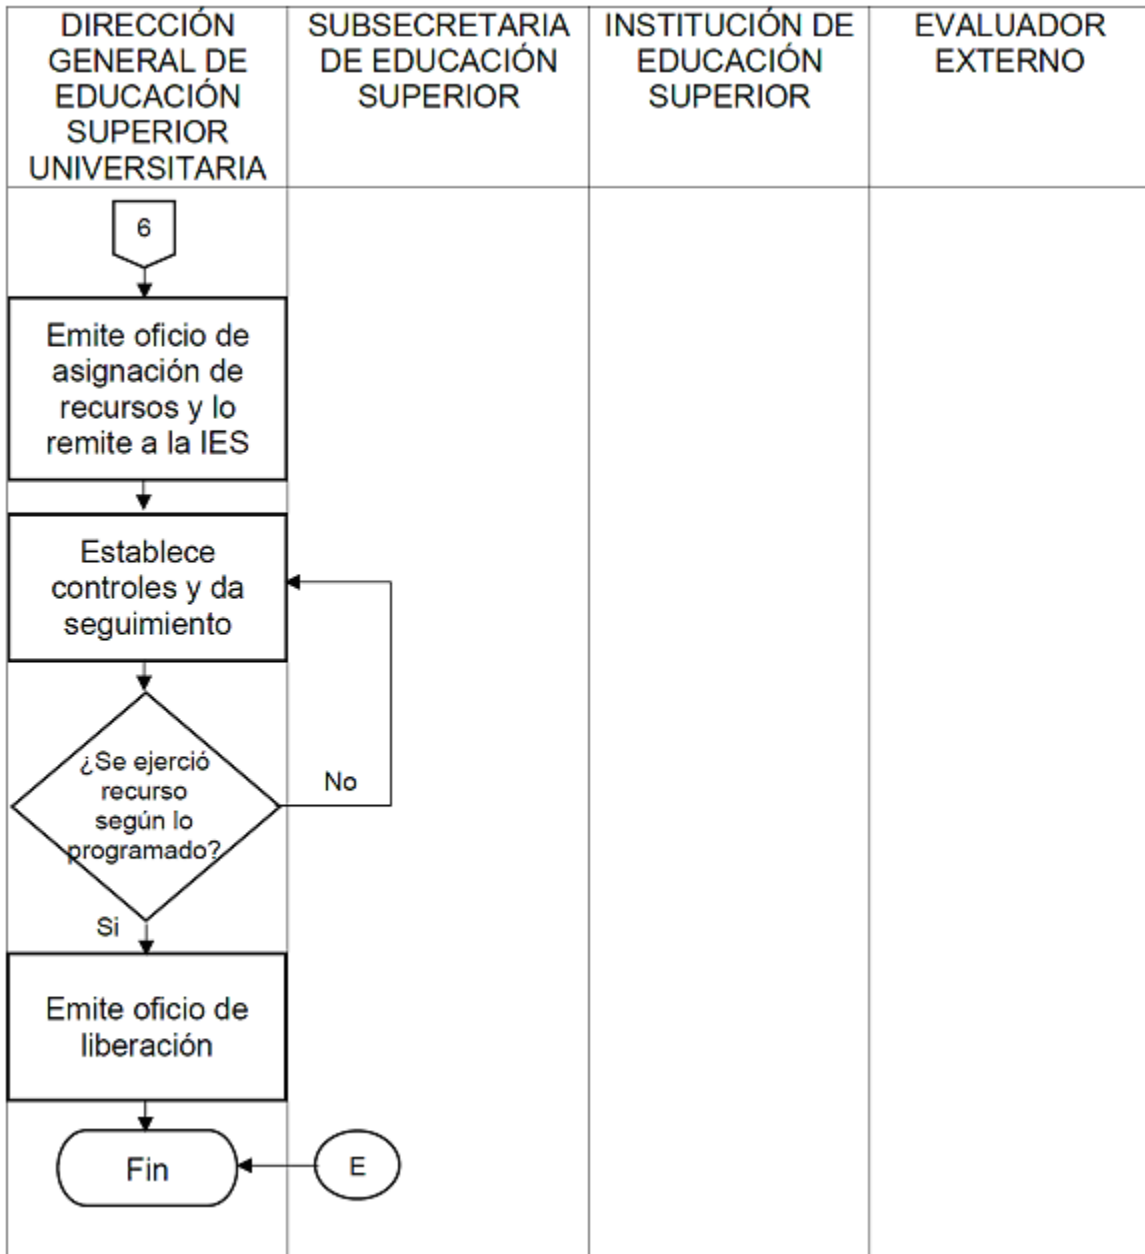 DIRECCIÓN
GENERAL DE
EDUCACIÓN
SUPERIOR
UNIVERSITARIA
SUBSECRETARIA
DE EDUCACIÓN
SUPERIOR
INSTITUCIÓN DE
EDUCACIÓN
SUPERIOR
EVALUADOR
EXTERNO
6
Emite oficio de
asignación de
recursos y lo
remite a la IES
Establece
controles y da
seguimiento
¿Se ejerció
recurso
según lo
programado?
No
Si
Emite oficio de
liberación
Fin
E